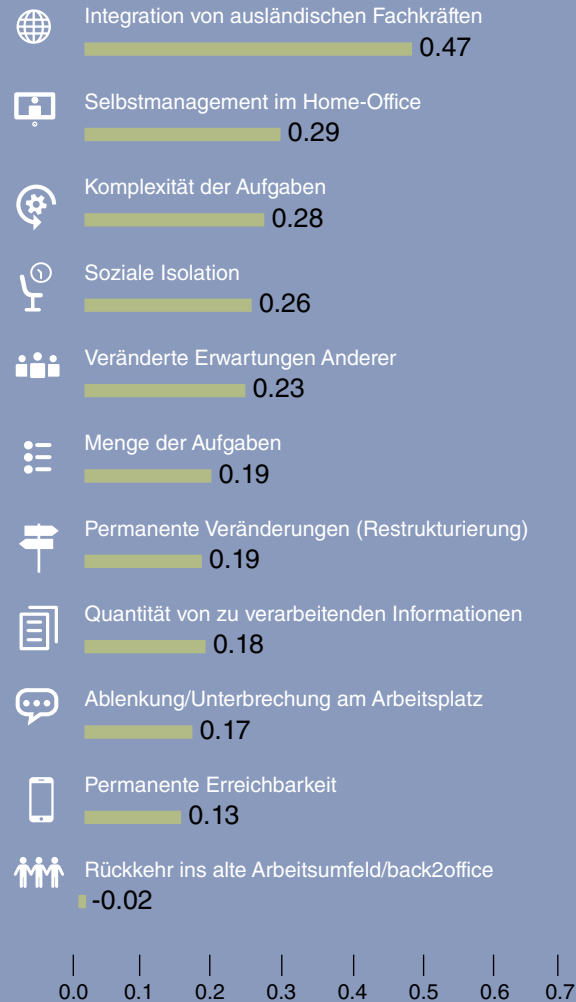 Integration von ausländischen Fachkräften
0.47
Selbstmanagement im Home-Office
0.29
Komplexität der Aufgaben
0.28
Soziale Isolation
0.26
Veränderte Erwartungen Anderer
0.23
Menge der Aufgaben
0.19
Permanente Veränderungen (Restrukturierung)
0.19
Quantität von zu verarbeitenden Informationen
0.18
Ablenkung/Unterbrechung am Arbeitsplatz
0.17
Permanente Erreichbarkeit
0.13
Rückkehr ins alte Arbeitsumfeld/back2office
-0.02
0.0 0.1 0.2 0.3 0.4 0.5 0.6 0.7